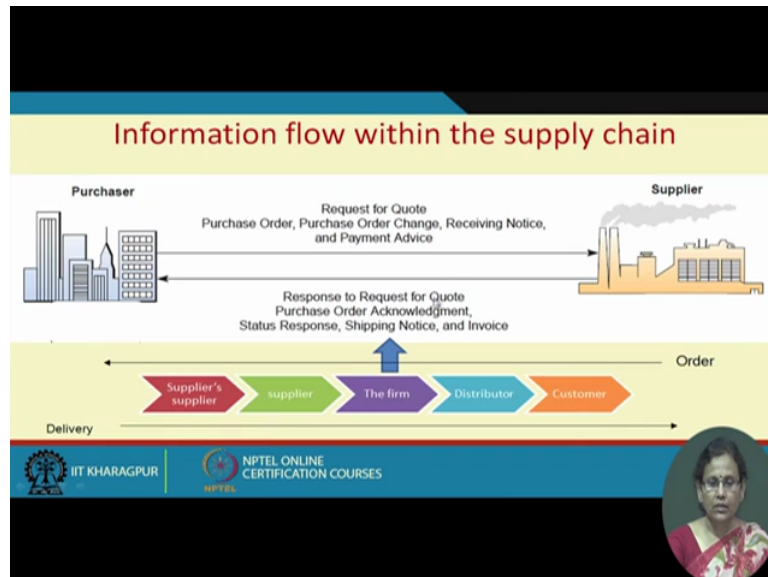 Information flow within the supply chain
Purchaser
Supplier
Request for Quote
Purchase Order, Purchase Order Change, Receiving Notice,
and Payment Advice
Response to Request for Quote
Purchase Order Acknowledgment,
Status Response, Shipping Notice, and Invoice
Order
Supplier's
supplier
supplier
The firm
Distributor
Customer
Delivery
IIT KHARAGPUR
NPTEL
NPTEL ONLINE
CERTIFICATION COURSES